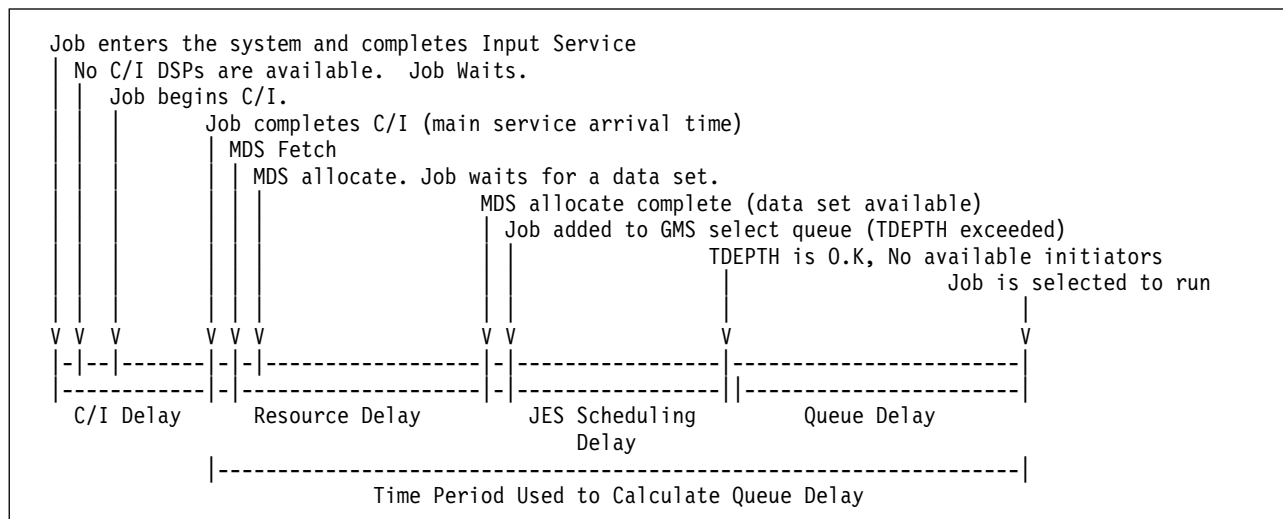 Job enters the system and completes Input Service
No C/I DSPs are available.  Job Waits.
Job begins C/I.
Job completes C/I (main service arrival time)
MDS Fetch
MDS allocate. Job waits for a data set.
MDS allocate complete (data set available)
Job added to GMS select queue (TDEPTH exceeded)
TDEPTH is O.K, No available initiators
Job is selected to run
V V V V V V V V V V
C/I Delay Resource Delay JES Scheduling Queue Delay
Delay
Time Period Used to Calculate Queue Delay